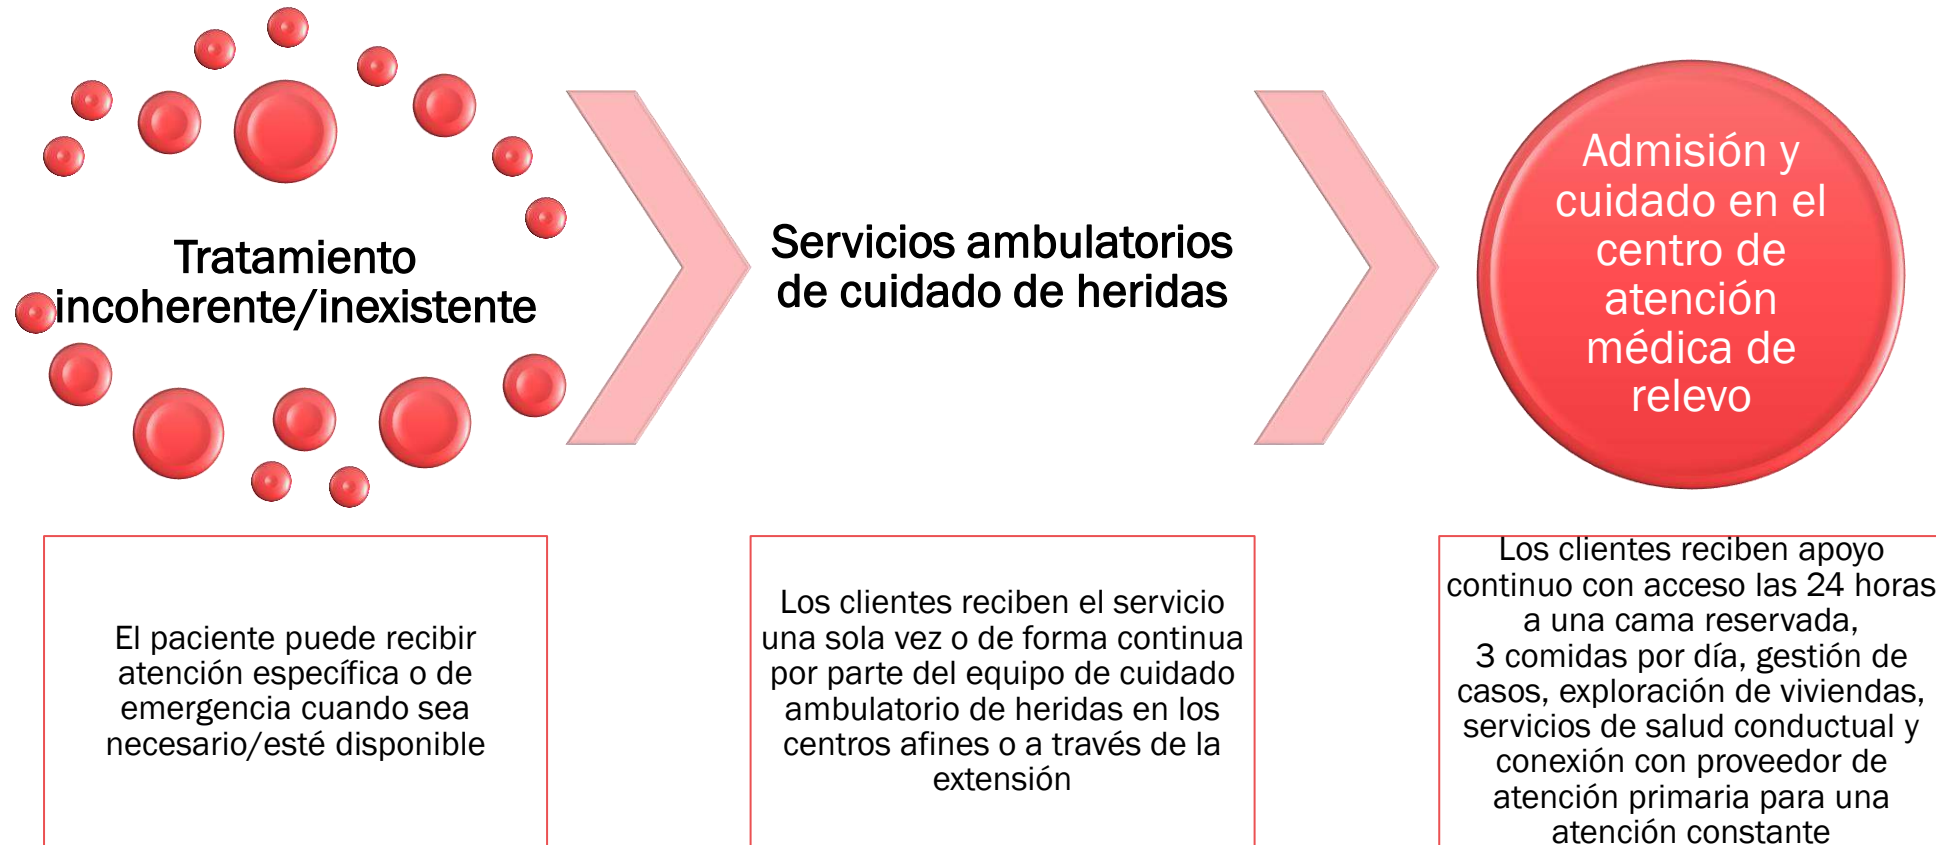 Tratamiento
incoherente/inexistente
Servicios ambulatorios
de cuidado de heridas
Admisión y
cuidado en el
centro de
atención
médica de
relevo
El paciente puede recibir
atención específica o de
emergencia cuando sea
necesario/esté disponible
Los clientes reciben el servicio
una sola vez o de forma continua
por parte del equipo de cuidado
ambulatorio de heridas en los
centros afines o a través de la
extensión
Los clientes reciben apoyo
continuo con acceso las 24 horas
a una cama reservada,
3 comidas por día, gestión de
casos, exploración de viviendas,
servicios de salud conductual y
conexión con proveedor de
atención primaria para una
atención constante